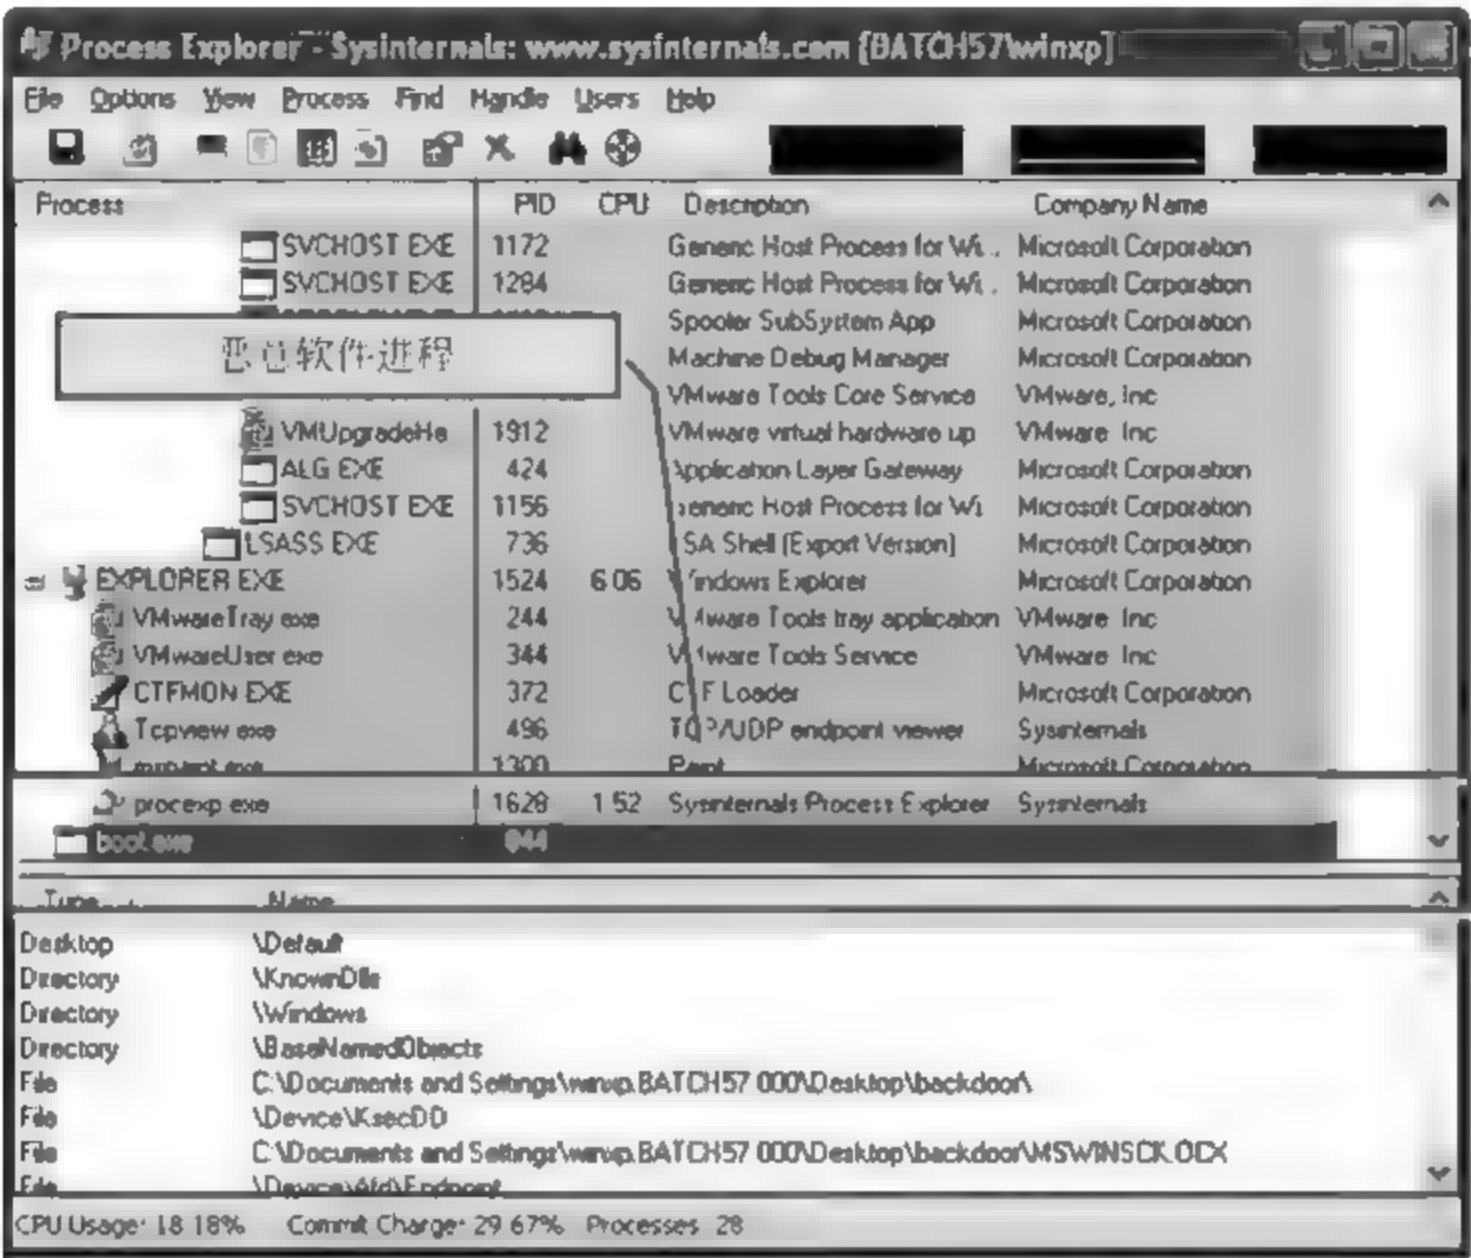 Process Explorer - Sysinternals: www.sysinternals.com [BATCH57\winxp]
File Options View Process Find Handle Users Help
Process PID CPU Description Company Name
SVCHOST EXE 1172 Generic Host Process for Wi... Microsoft Corporation
SVCHOST EXE 1284 Generic Host Process for Wi... Microsoft Corporation
Spooler SubSystem App Microsoft Corporation
恶意软件进程
Machine Debug Manager Microsoft Corporation
VMware Tools Core Service VMware, Inc
VMUpgradeHe 1912 VMware virtual hardware up VMware Inc
ALG EXE 424 Application Layer Gateway Microsoft Corporation
SVCHOST EXE 1156 Generic Host Process for Wi Microsoft Corporation
LSASS EXE 736 LSA Shell (Export Version) Microsoft Corporation
EXPLORER EXE 1524 6 06 Windows Explorer Microsoft Corporation
VMwareTray exe 244 VMware Tools tray application VMware Inc
VMwareUser exe 344 VMware Tools Service VMware Inc
CTFMON EXE 372 CTF Loader Microsoft Corporation
Tcpview exe 496 TCP/UDP endpoint viewer Sysinternals
mspaint.exe 1300 Paint Microsoft Corporation
procexp exe 1628 1 52 Sysinternals Process Explorer Sysinternals
boot.exe 844
Type Name
Desktop \Default
Directory \KnownDlls
Directory \Windows
Directory \BaseNamedObjects
File C:\Documents and Settings\winxp.BATCH57 000\Desktop\backdoor\
File \Device\KsecDD
File C:\Documents and Settings\winxp.BATCH57 000\Desktop\backdoor\MSWINSCK.OCX
File \Device\Afd\Endpoint
CPU Usage: 18 18% Commit Charge: 29 67% Processes 28